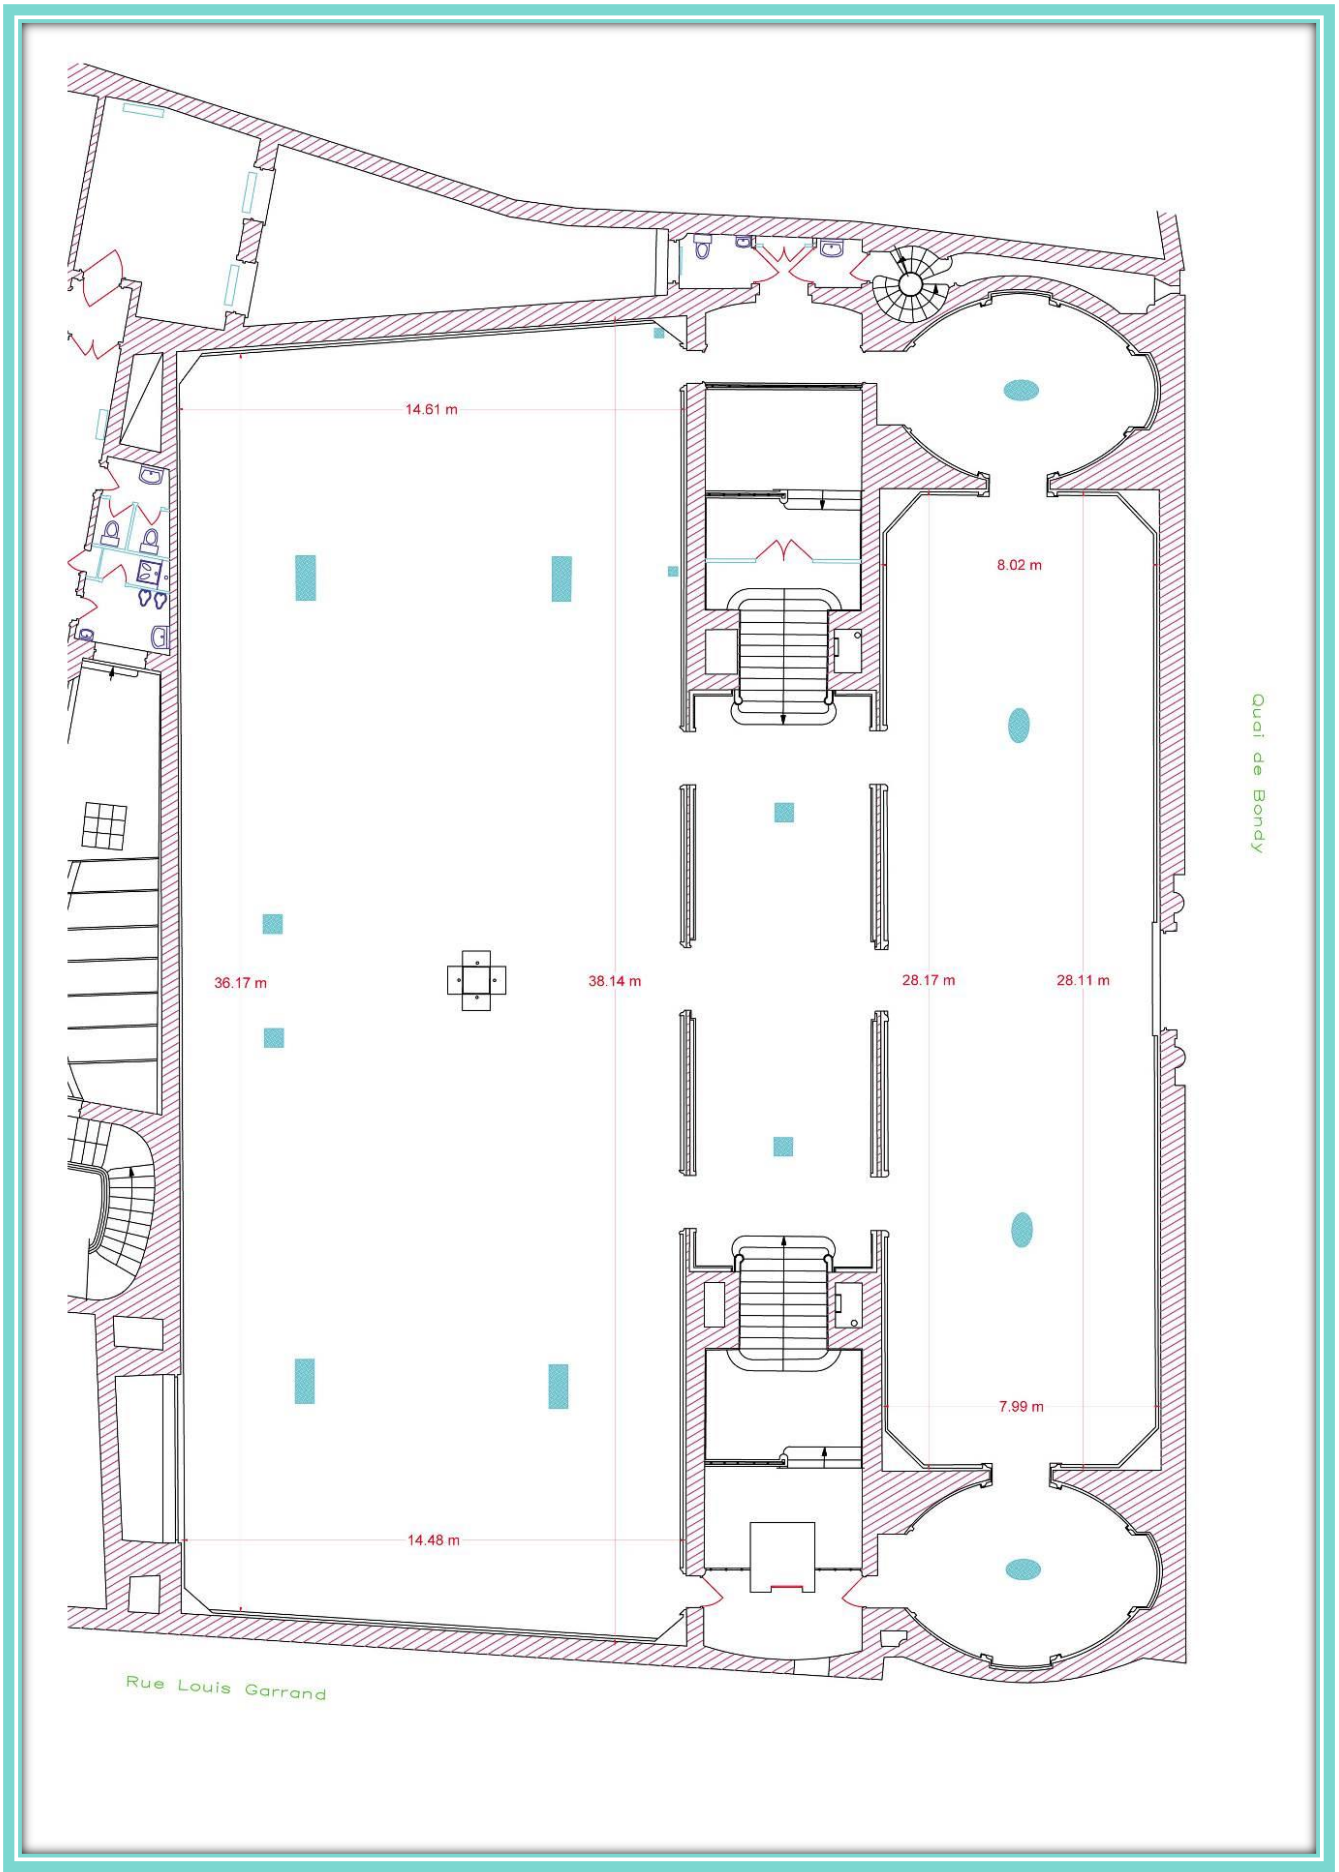 14.61 m
8.02 m
Quai de Bondy
36.17 m
38.14 m
28.17 m
28.11 m
7.99 m
14.48 m
Rue Louis Garrand